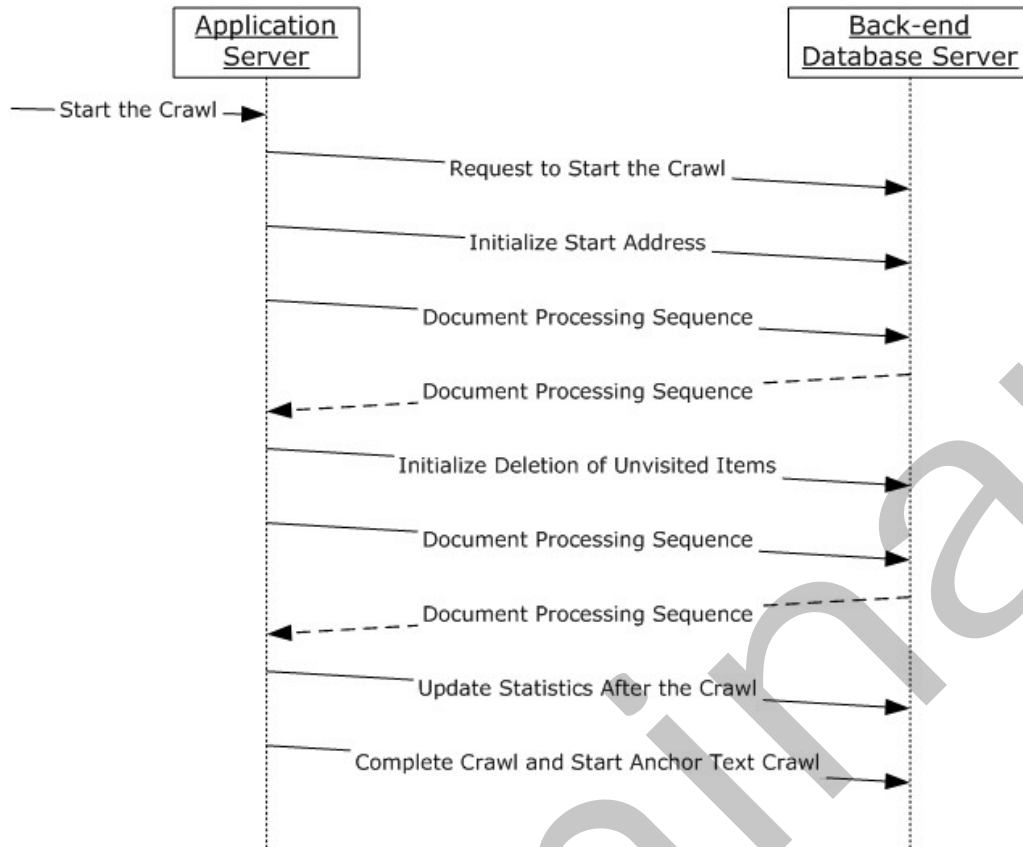 Application
Server
Back-end
Database Server
Start the Crawl
Request to Start the Crawl
Initialize Start Address
Document Processing Sequence
Document Processing Sequence
Initialize Deletion of Unvisited Items
Document Processing Sequence
Document Processing Sequence
Update Statistics After the Crawl
Complete Crawl and Start Anchor Text Crawl